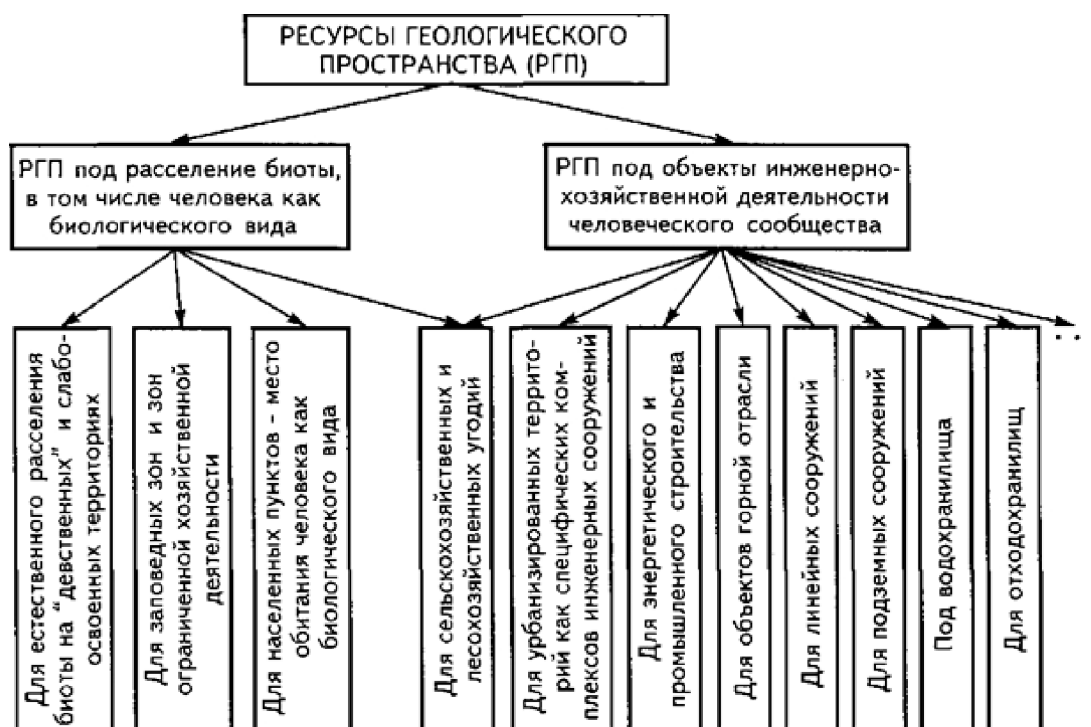 РЕСУРСЫ ГЕОЛОГИЧЕСКОГО
ПРОСТРАНСТВА (РГП)
РГП под расселение биоты,
в том числе человека как
биологического вида
РГП под объекты инженерно-
хозяйственной деятельности
человеческого сообщества
Для естественного расселения
биоты на "девственных" и слабо-
освоенных территориях
Для заповедных зон и зон
ограниченной хозяйственной
деятельности
Для населенных пунктов - место
обитания человека как
биологического вида
Для сельскохозяйственных и
лесохозяйственных угодий
Для урбанизированных террито-
рий как специфических ком-
плексов инженерных сооружений
Для энергетического и
промышленного строительства
Для объектов горной отрасли
Для линейных сооружений
Для подземных сооружений
Под водохранилища
Для отходохранилищ
. .